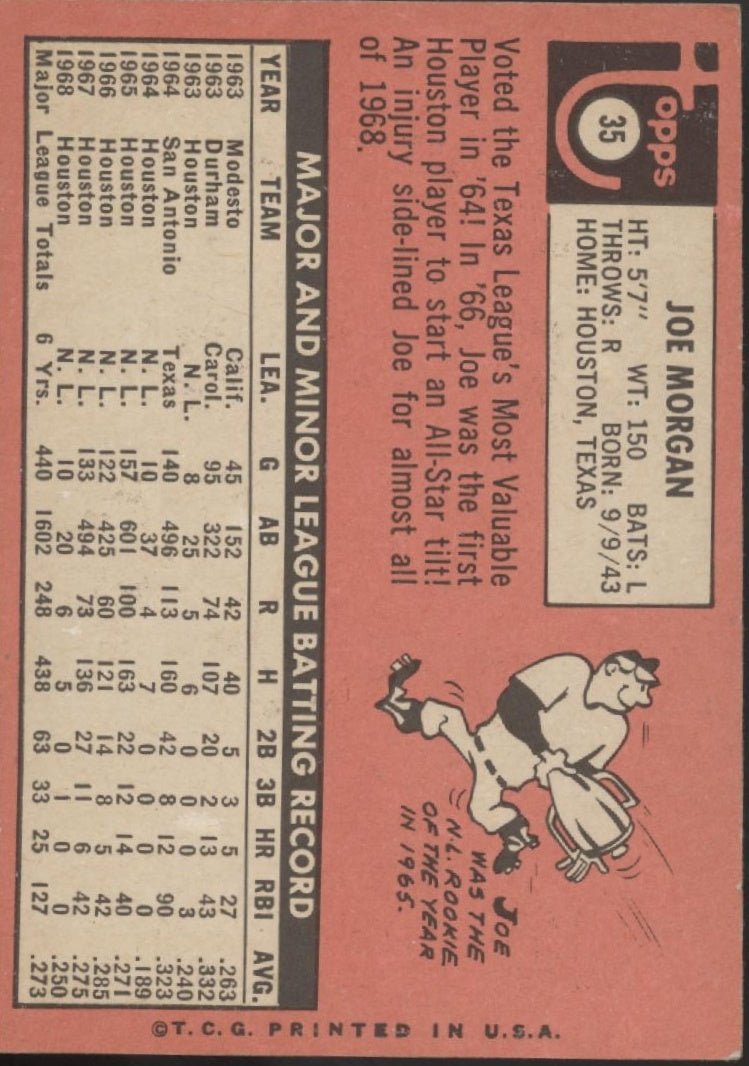 Topps
35
JOE MORGAN
HT: 5'7" WT: 150 BATS: L
THROWS: R BORN: 9/9/43
HOME: HOUSTON, TEXAS
Voted the Texas League's Most Valuable
Player in '64! In '66, Joe was the first
Houston player to start an All-Star tilt!
An injury side-lined Joe for almost all
of 1968.
JOE
WAS THE
N.L. ROOKIE
OF THE YEAR
IN 1965.
MAJOR AND MINOR LEAGUE BATTING RECORD
YEAR TEAM LEA. G AB R H 2B 3B HR RBI AVG.
1963 Modesto Calif. 45 152 42 40 5 3 5 27 .263
1963 Durham Carol. 95 322 74 107 20 2 13 43 .332
1963 Houston N.L. 8 25 5 6 0 0 0 3 .240
1964 San Antonio Texas 140 496 113 160 42 8 12 90 .323
1964 Houston N.L. 10 37 4 7 0 0 0 0 .189
1965 Houston N.L. 157 601 100 163 22 12 14 40 .271
1966 Houston N.L. 122 425 60 121 14 8 5 42 .285
1967 Houston N.L. 133 494 73 136 27 11 6 42 .275
1968 Houston N.L. 10 20 6 5 0 1 0 0 .250
Major League Totals 6 Yrs. 440 1602 248 438 63 33 25 127 .273
©T. C. G. PRINTED IN U.S.A.